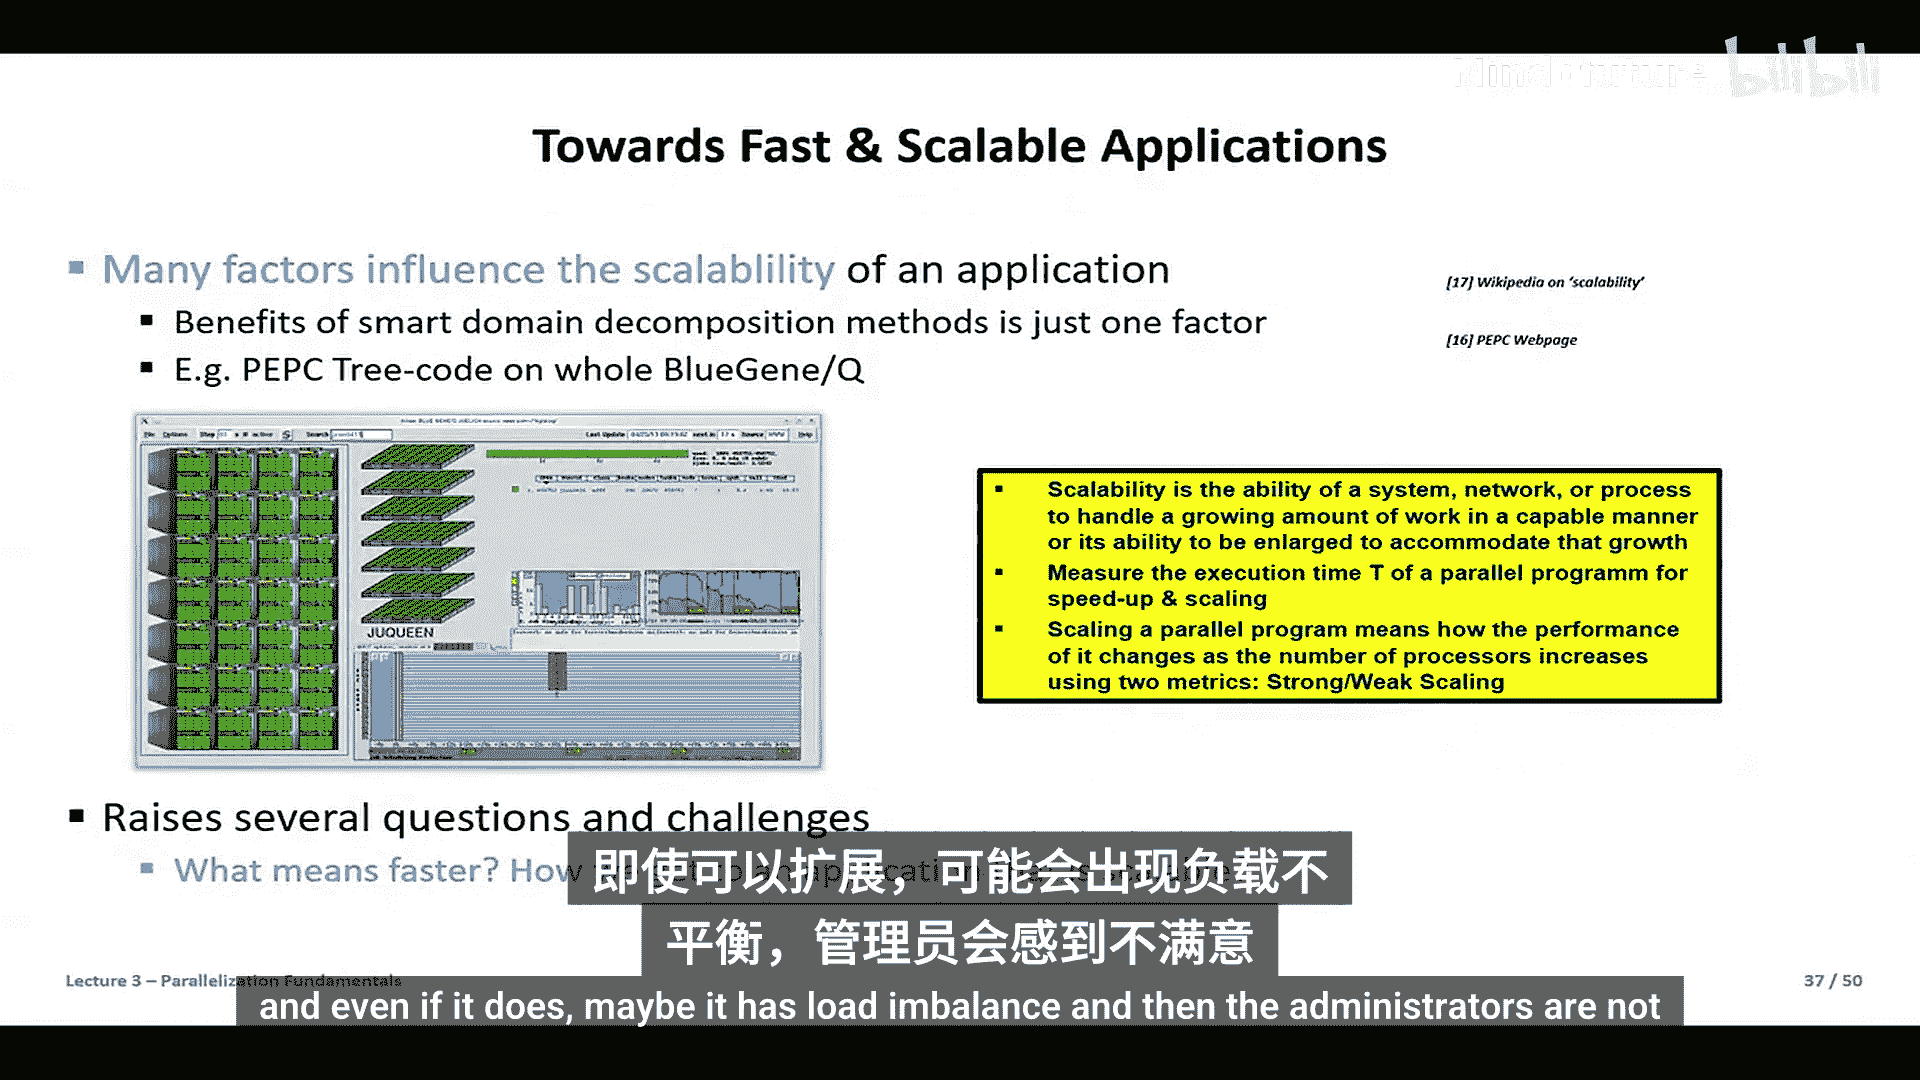 bilibili
Towards Fast & Scalable Applications
▪ Many factors influence the scalablility of an application
▪ Benefits of smart domain decomposition methods is just one factor
▪ E.g. PEPC Tree-code on whole BlueGene/Q
[17] Wikipedia on ‘scalability’
[16] PEPC Webpage
JUQUEEN
▪ Scalability is the ability of a system, network, or process
to handle a growing amount of work in a capable manner
or its ability to be enlarged to accommodate that growth
▪ Measure the execution time T of a parallel programm for
speed-up & scaling
▪ Scaling a parallel program means how the performance
of it changes as the number of processors increases
using two metrics: Strong/Weak Scaling
▪ Raises several questions and challenges
▪ What means faster? How
即使可以扩展，可能会出现负载不
平衡，管理员会感到不满意
Lecture 3 – Parallelization Fundamentals
37 / 50
and even if it does, maybe it has load imbalance and then the administrators are not